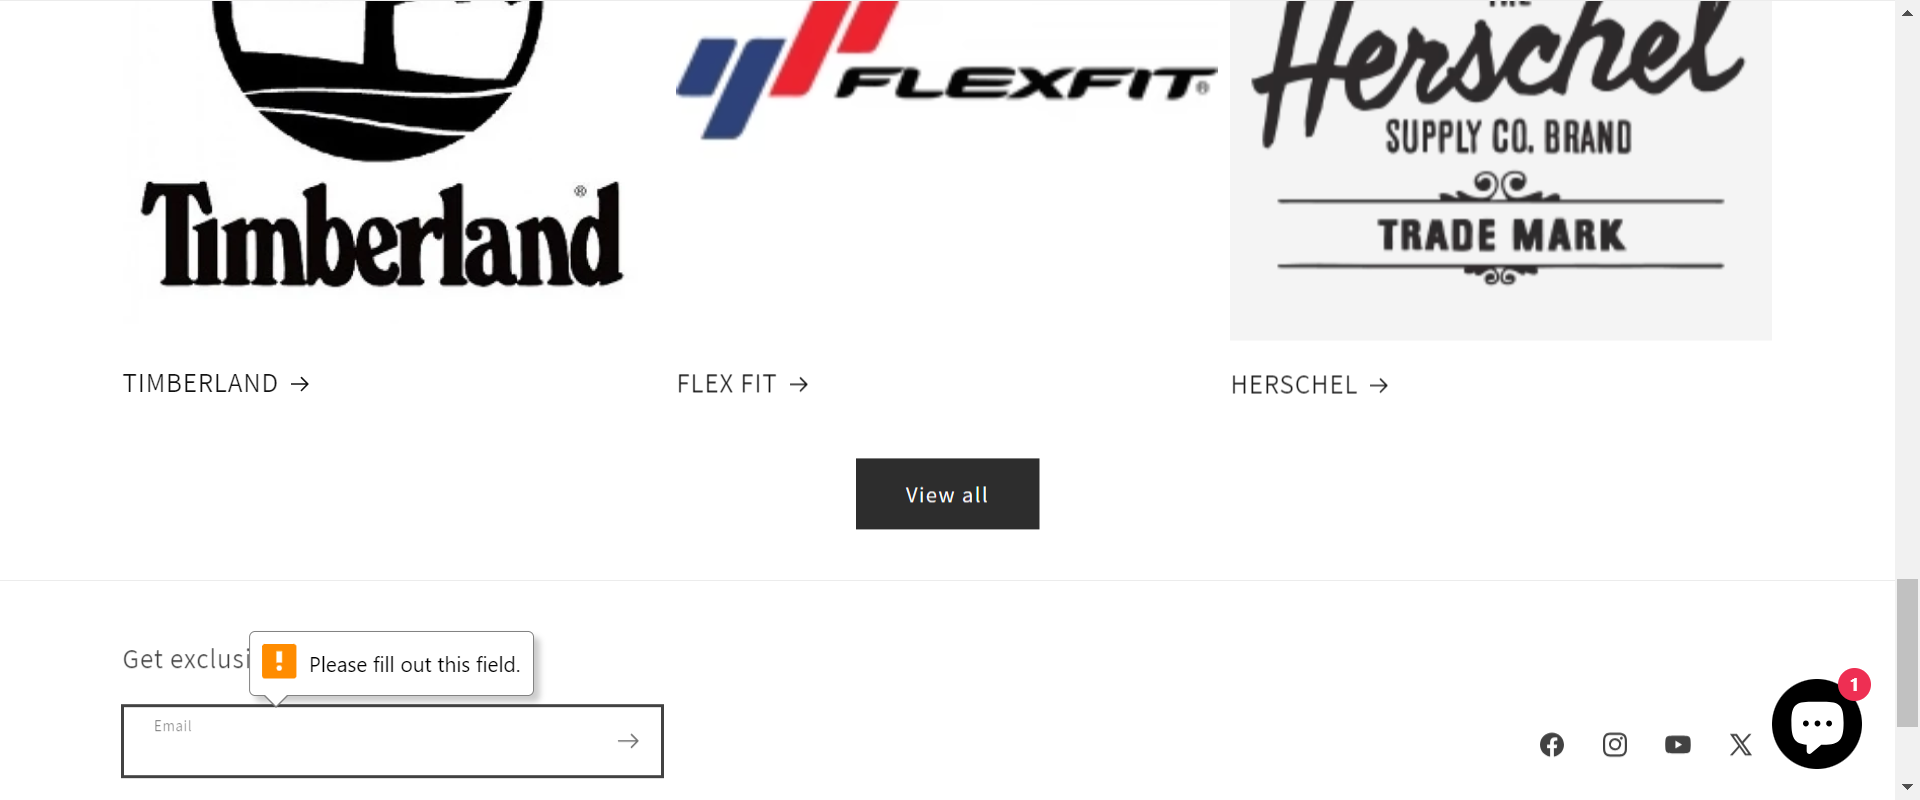 Timberland®
FLEXFIT®
Herschel
SUPPLY CO. BRAND
TRADE MARK
TIMBERLAND →
FLEX FIT →
HERSCHEL →
View all
Get exclusi
Please fill out this field.
Email
1